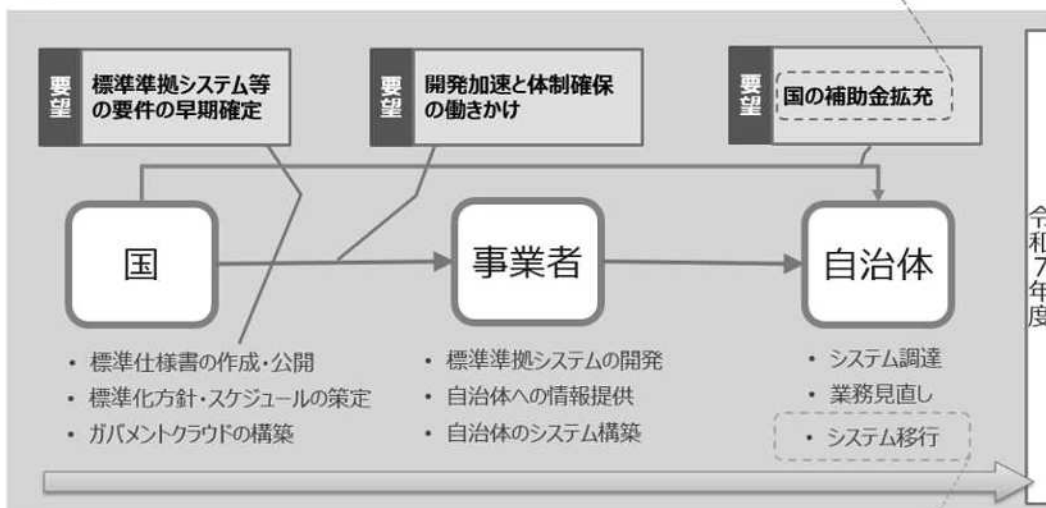 要望
標準準拠システム等
の要件の早期確定
要望
開発加速と体制確保
の働きかけ
要望
国の補助金拡充
国
事業者
自治体
• 標準仕様書の作成・公開
• 標準化方針・スケジュールの策定
• ガバメントクラウドの構築
• 標準準拠システムの開発
• 自治体への情報提供
• 自治体のシステム構築
• システム調達
• 業務見直し
• システム移行
令和7年度